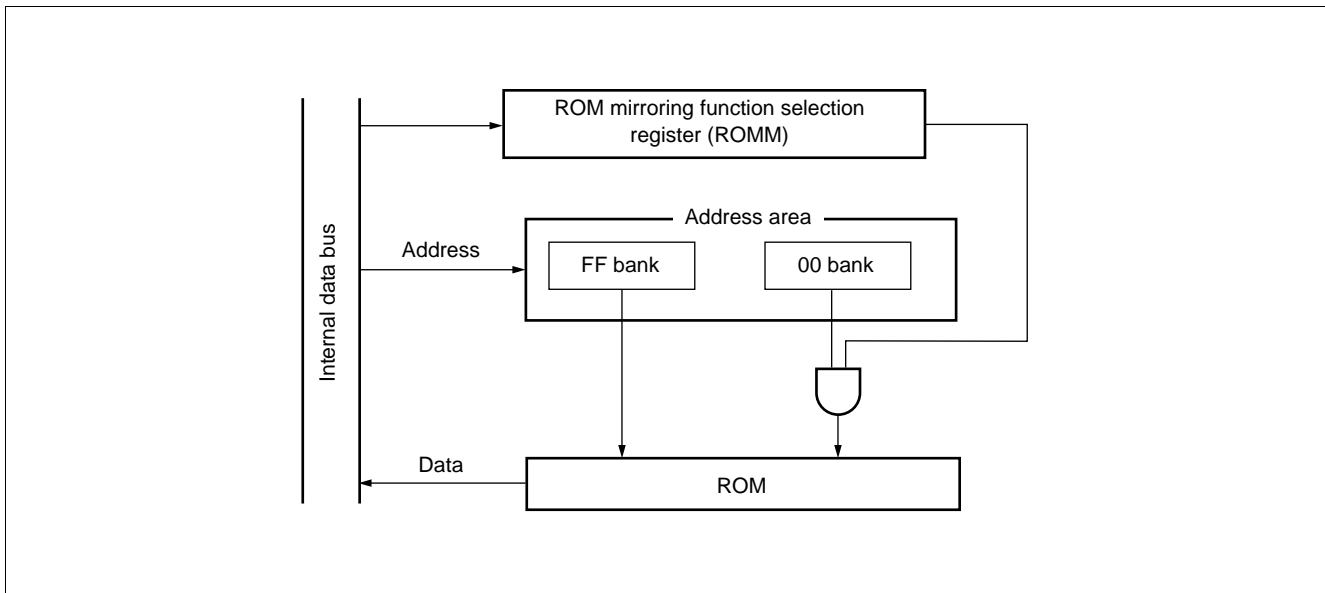 ROM mirroring function selection
register (ROMM)
Address area
Internal data bus
Address
FF bank
00 bank
Data
ROM